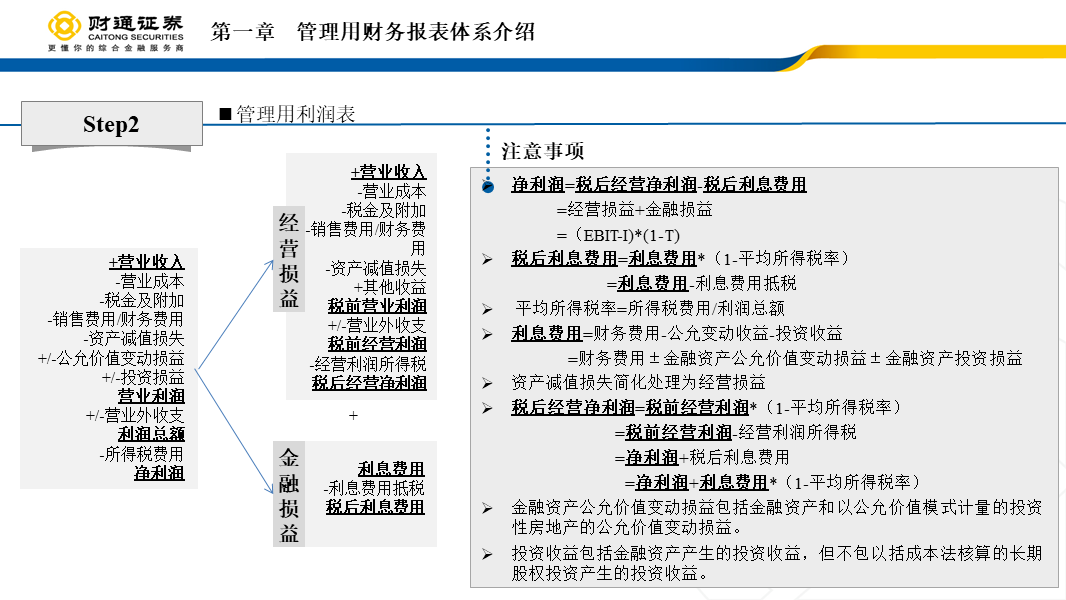 财通证券
CAITONG SECURITIES
更懂你的综合金融服务商
第一章 管理用财务报表体系介绍
Step2
■管理用利润表
+营业收入
-营业成本
-税金及附加
-销售费用/财务费用
-资产减值损失
+/-公允价值变动损益
+/-投资损益
营业利润
+/-营业外收支
利润总额
-所得税费用
净利润
经营损益
+营业收入
-营业成本
-税金及附加
-销售费用/财务费
用
-资产减值损失
+其他收益
税前营业利润
+/-营业外收支
税前经营利润
-经营利润所得税
税后经营净利润
+
金融损益
利息费用
-利息费用抵税
税后利息费用
注意事项
净利润=税后经营净利润-税后利息费用
=经营损益+金融损益
=（EBIT-I)*(1-T)
税后利息费用=利息费用*（1-平均所得税率）
=利息费用-利息费用抵税
平均所得税率=所得税费用/利润总额
利息费用=财务费用-公允变动收益-投资收益
=财务费用±金融资产公允价值变动损益±金融资产投资损益
资产减值损失简化处理为经营损益
税后经营净利润=税前经营利润*（1-平均所得税率）
=税前经营利润-经营利润所得税
=净利润+税后利息费用
=净利润+利息费用*（1-平均所得税率）
金融资产公允价值变动损益包括金融资产和以公允价值模式计量的投资
性房地产的公允价值变动损益。
投资收益包括金融资产产生的投资收益，但不包以括成本法核算的长期
股权投资产生的投资收益。